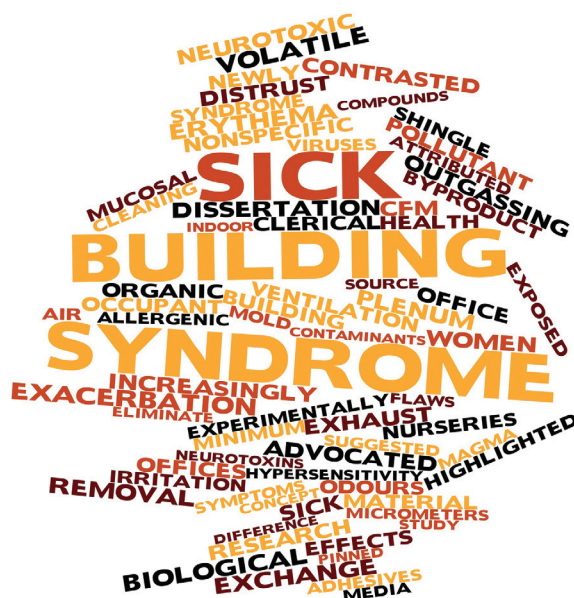 NEUROTOXIC
VOLATILE
NEWLY CONTRASTED
DISTRUST
SYNDROME COMPOUNDS
ERYTHEMA SHINGLE
NONSPECIFIC POLLUTANT
VIRUSES ATTRIBUTED
SICK OUTGASSING
MUCOSAL BYPRODUCT
CLEANING
DISSERTATION CFM
INDOOR CLERICAL HEALTH
BUILDING
SOURCE EXPOSED
ORGANIC VENTILATION PLENUM OFFICE
OCCUPANT BUILDING
AIR ALLERGENIC MOLD CONTAMINANTS WOMEN
SYNDROME
INCREASINGLY
EXACERBATION EXPERIMENTALLY FLAWS
ELIMINATE EXHAUST NURSERIES
MINIMUM SUGGESTED MAGMA
NEUROTOXINS ADVOCATED HIGHLIGHTED
OFFICES HYPERSENSITIVITY
IRRITATION ODOURS
REMOVAL SYMPTOMS CONCEPT MATERIAL
SICK MICROMETERS
DIFFERENCE STUDY
RESEARCH EFFECTS
BIOLOGICAL PINNED
EXCHANGE ADHESIVES
MEDIA